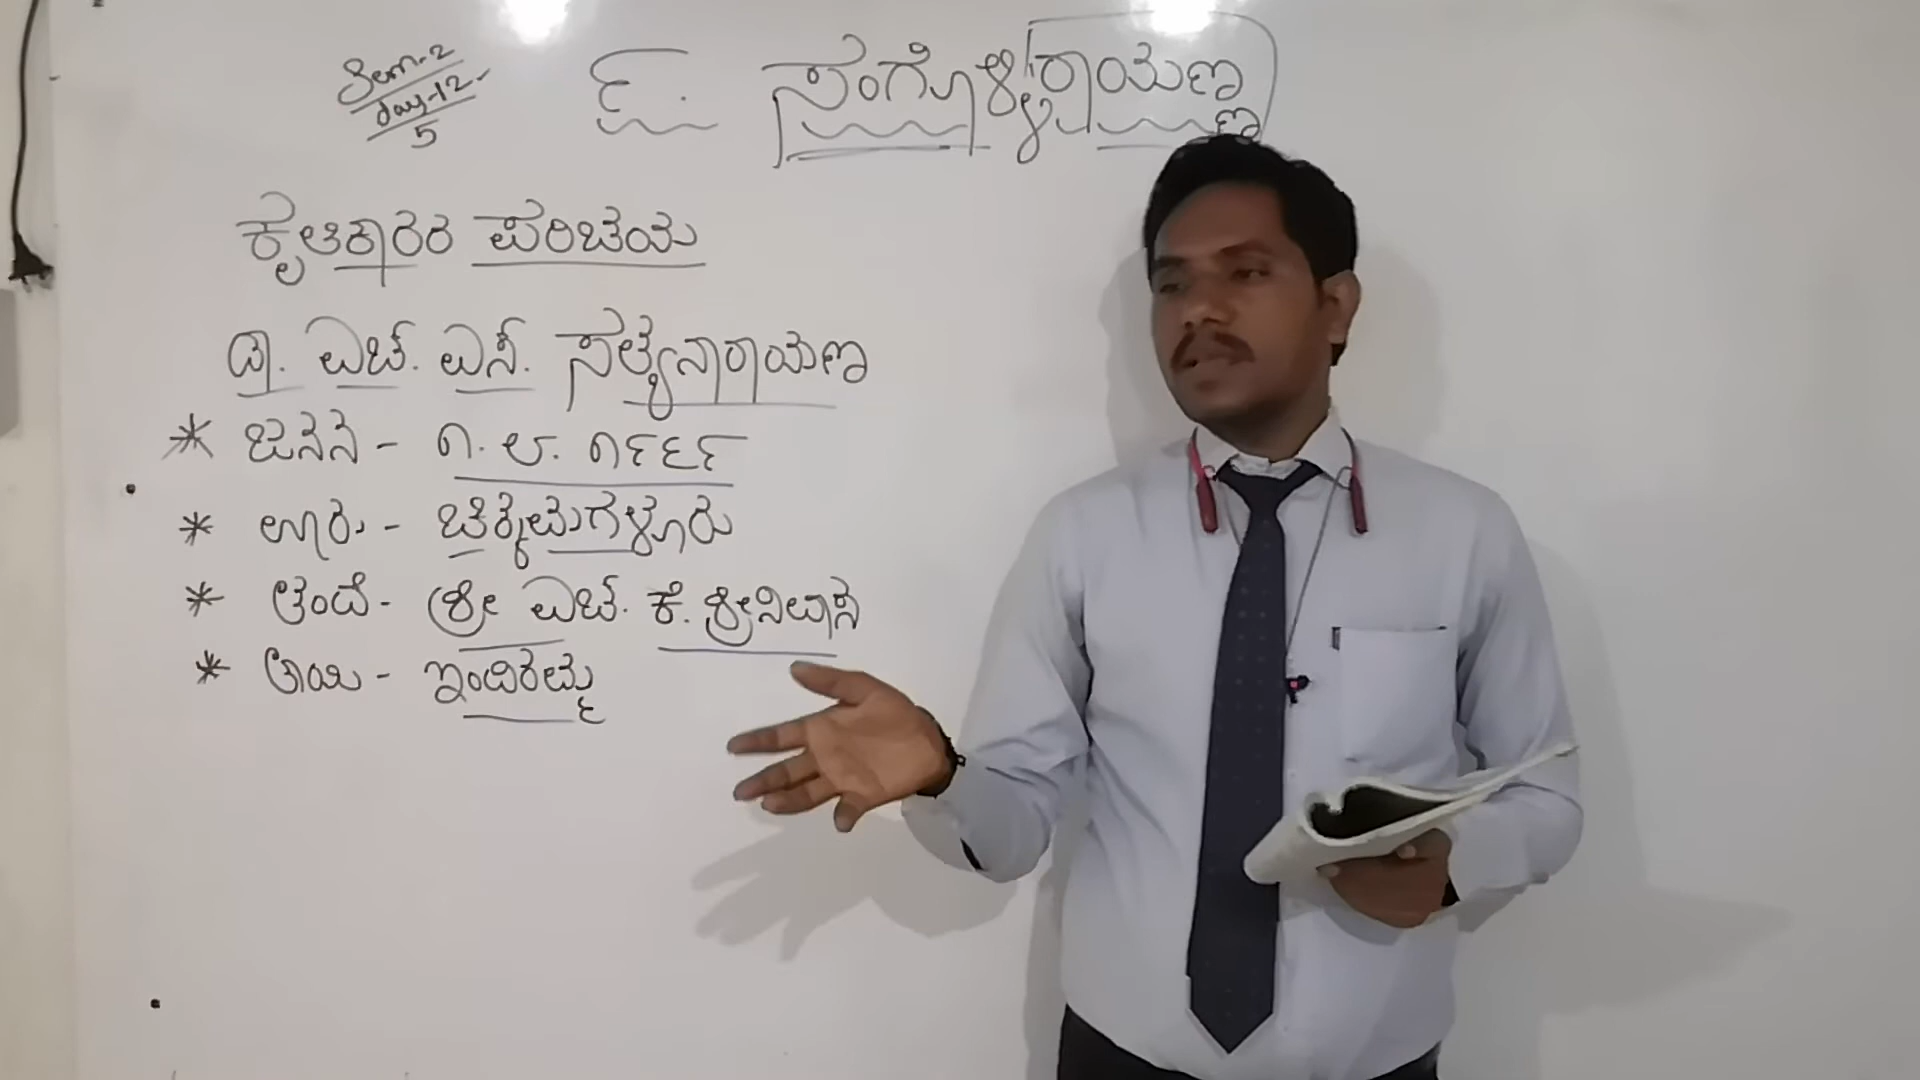 Sem-2
day-12
5
೯. ಸಂಗೊಳ್ಳಿ ರಾಯಣ್ಣ
ಕೃತಿಕಾರರ ಪರಿಚಯ
ಡಾ. ಎಚ್. ಎಸ್. ಸತ್ಯನಾರಾಯಣ
* ಜನನ - ೧. ೮. ೧೯೬೯
* ಊರು - ಚಿಕ್ಕಮಗಳೂರು
* ತಂದೆ - ಶ್ರೀ ಎಚ್. ಕೆ. ಶ್ರೀನಿವಾಸ
* ತಾಯಿ - ಇಂದಿರಮ್ಮ